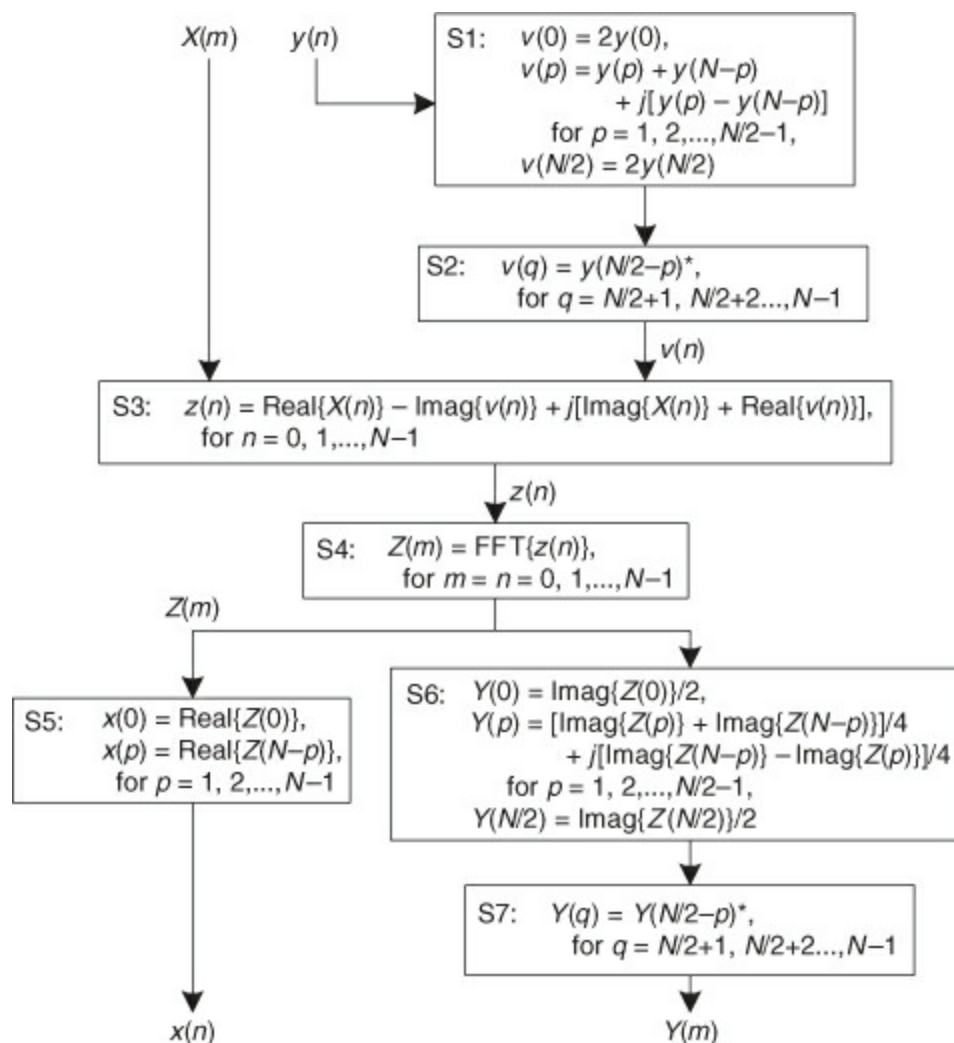 X(m)
y(n)
S1: v(0) = 2y(0),
v(p) = y(p) + y(N–p)
+ j[y(p) – y(N–p)]
for p = 1, 2,...,N/2–1,
v(N/2) = 2y(N/2)
S2: v(q) = y(N/2–p)*,
for q = N/2+1, N/2+2...,N–1
v(n)
S3: z(n) = Real{X(n)} – Imag{v(n)} + j[Imag{X(n)} + Real{v(n)}],
for n = 0, 1,...,N–1
z(n)
S4: Z(m) = FFT{z(n)},
for m = n = 0, 1,...,N–1
Z(m)
S5: x(0) = Real{Z(0)},
x(p) = Real{Z(N–p)},
for p = 1, 2,...,N–1
S6: Y(0) = Imag{Z(0)}/2,
Y(p) = [Imag{Z(p)} + Imag{Z(N–p)}]/4
+ j[Imag{Z(N–p)} – Imag{Z(p)}]/4
for p = 1, 2,...,N/2–1,
Y(N/2) = Imag{Z(N/2)}/2
S7: Y(q) = Y(N/2–p)*,
for q = N/2+1, N/2+2...,N–1
x(n)
Y(m)